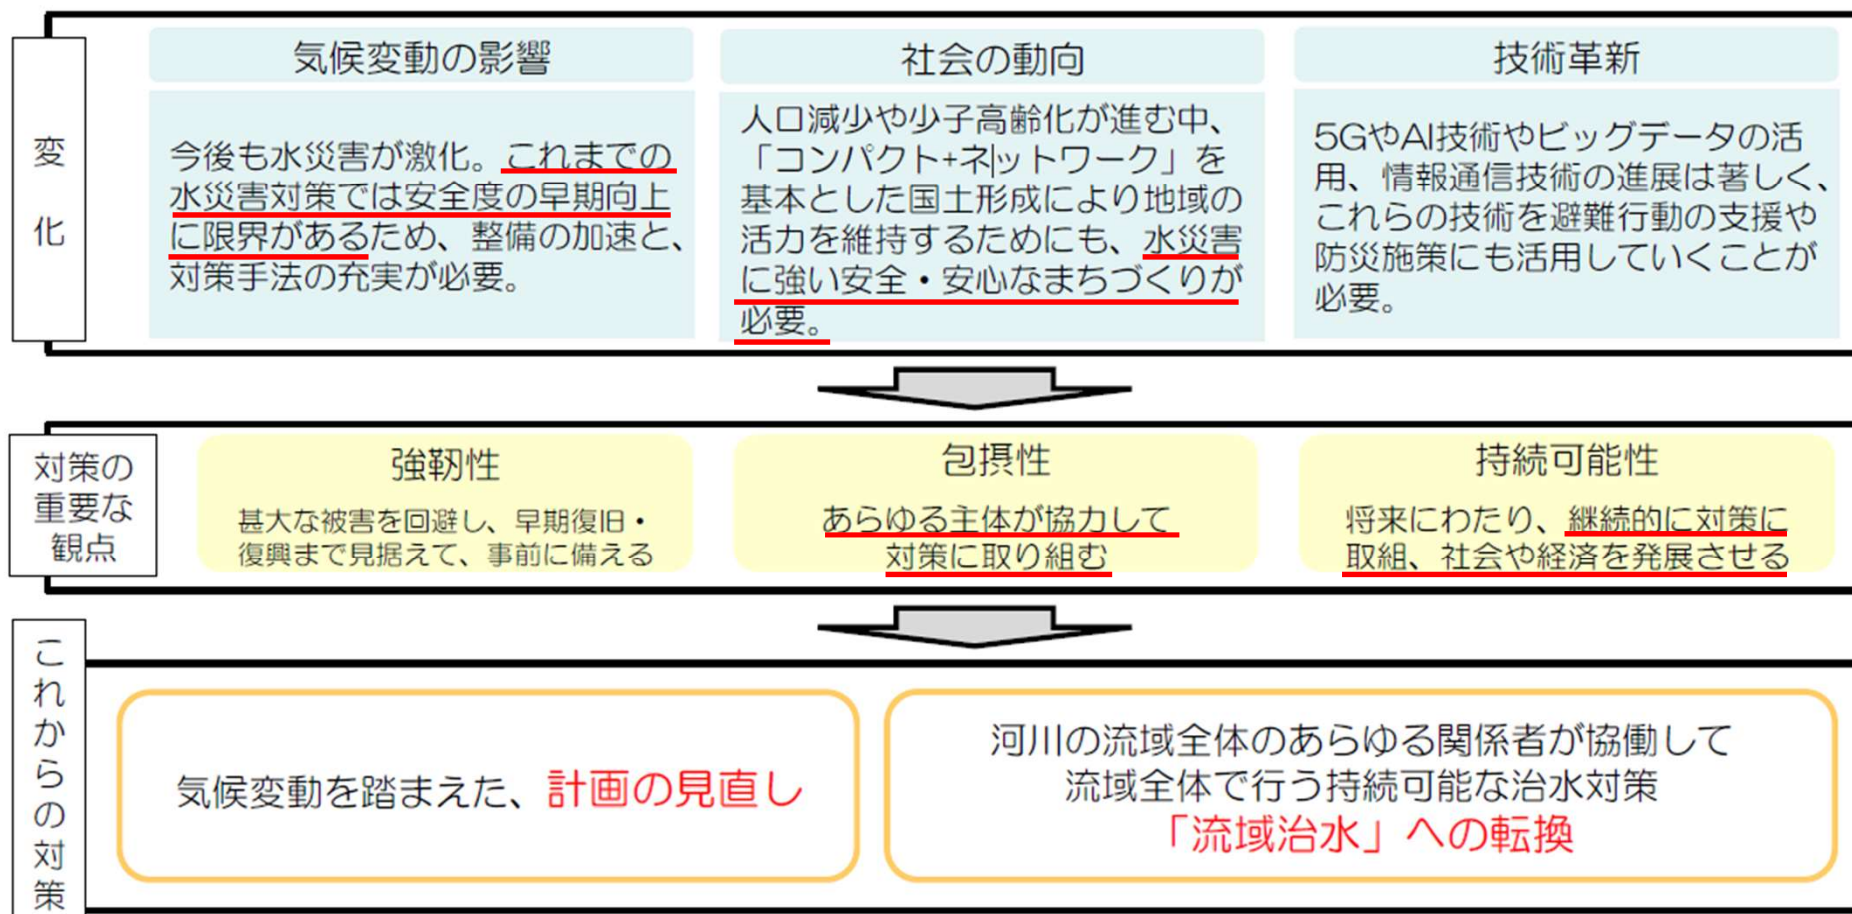 変化
気候変動の影響
今後も水災害が激化。これまでの
水災害対策では安全度の早期向上
に限界があるため、整備の加速と、
対策手法の充実が必要。
社会の動向
人口減少や少子高齢化が進む中、
「コンパクト+ネットワーク」を
基本とした国土形成により地域の
活力を維持するためにも、水災害
に強い安全・安心なまちづくりが
必要。
技術革新
5GやAI技術やビッグデータの活
用、情報通信技術の進展は著しく、
これらの技術を避難行動の支援や
防災施策にも活用していくことが
必要。
対策の
重要な
観点
強靭性
甚大な被害を回避し、早期復旧・
復興まで見据えて、事前に備える
包摂性
あらゆる主体が協力して
対策に取り組む
持続可能性
将来にわたり、継続的に対策に
取組、社会や経済を発展させる
これからの対策
気候変動を踏まえた、計画の見直し
河川の流域全体のあらゆる関係者が協働して
流域全体で行う持続可能な治水対策
「流域治水」への転換